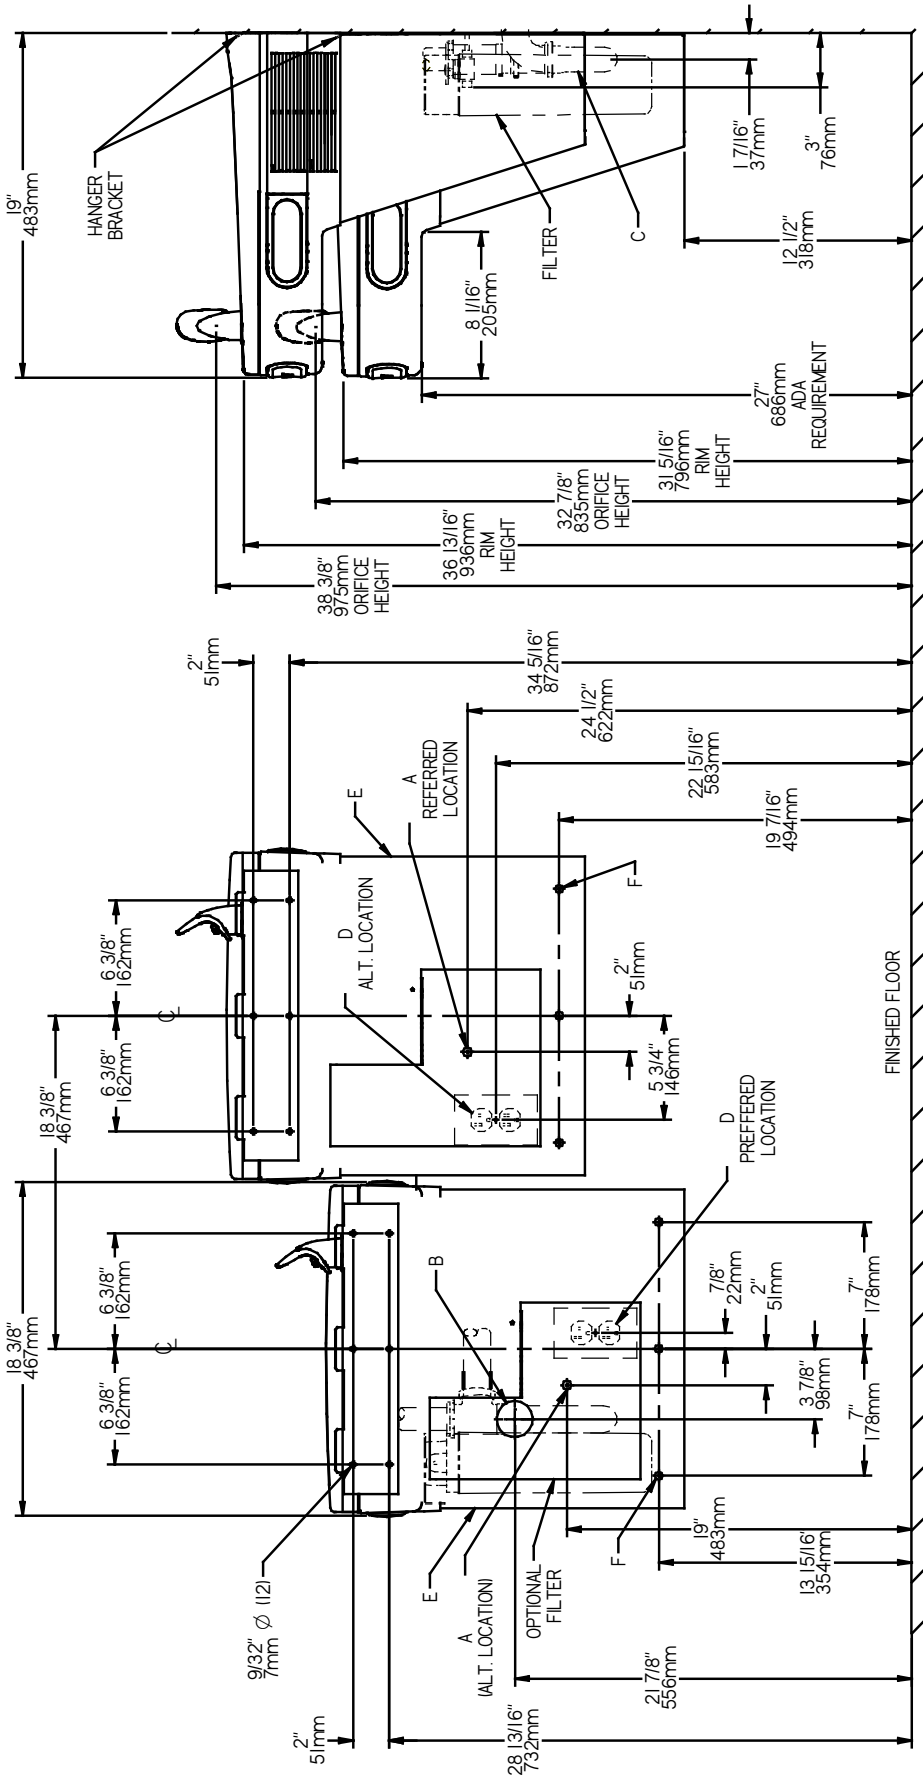 19"
483mm
HANGER
BRACKET
8 1/16"
205mm
FILTER
C
1 7/16"
37mm
3"
76mm
12 1/2"
318mm
27"
686mm
ADA
REQUIREMENT
31 5/16"
796mm
RIM
HEIGHT
32 7/8"
835mm
ORIFICE
HEIGHT
36 13/16"
936mm
RIM
HEIGHT
38 3/8"
975mm
ORIFICE
HEIGHT
2"
51mm
34 5/16"
872mm
24 1/2"
622mm
22 15/16"
583mm
19 7/16"
494mm
A
REFERRED
LOCATION
E
D
ALT. LOCATION
F
6 3/8"
162mm
6 3/8"
162mm
18 3/8"
467mm
CL
2"
51mm
5 3/4"
146mm
FINISHED FLOOR
18 3/8"
467mm
6 3/8"
162mm
6 3/8"
162mm
CL
B
D
PREFFERED
LOCATION
7/8"
22mm
2"
51mm
7"
178mm
3 7/8"
98mm
7"
178mm
9/32" Ø (12)
7mm
E
A
(ALT. LOCATION)
OPTIONAL
FILTER
F
19"
483mm
13 15/16"
354mm
21 7/8"
556mm
2"
51mm
28 13/16"
732mm